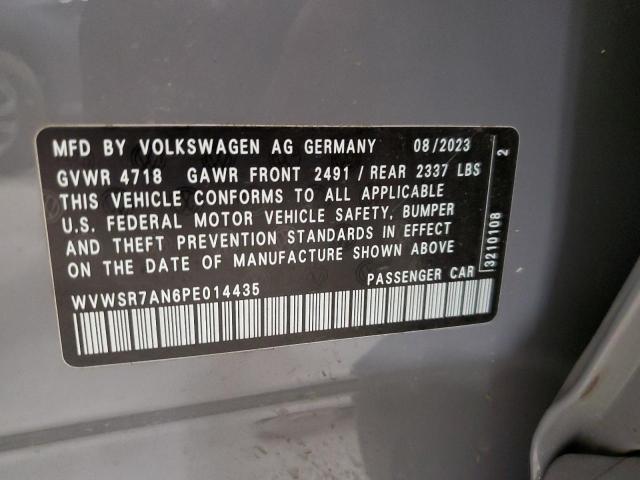 MFD BY VOLKSWAGEN AG GERMANY 08/2023
GVWR 4718 GAWR FRONT 2491 / REAR 2337 LBS
THIS VEHICLE CONFORMS TO ALL APPLICABLE
U.S. FEDERAL MOTOR VEHICLE SAFETY, BUMPER
AND THEFT PREVENTION STANDARDS IN EFFECT
ON THE DATE OF MANUFACTURE SHOWN ABOVE
WVWSR7AN6PE014435 PASSENGER CAR
3210108 2